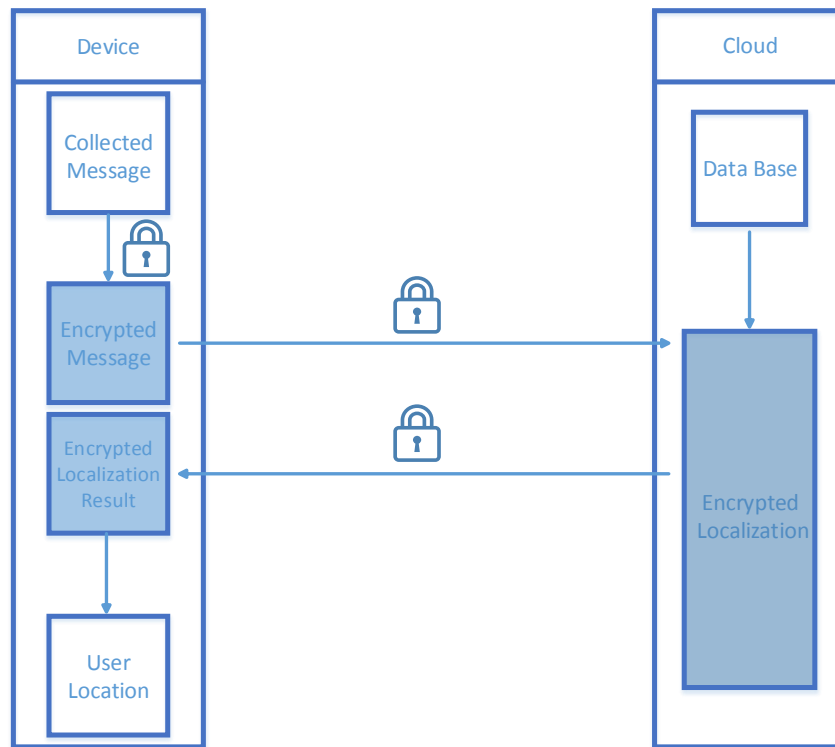 Device
Cloud
Collected
Message
Data Base
Encrypted
Message
Encrypted
Localization
Result
Encrypted
Localization
User
Location